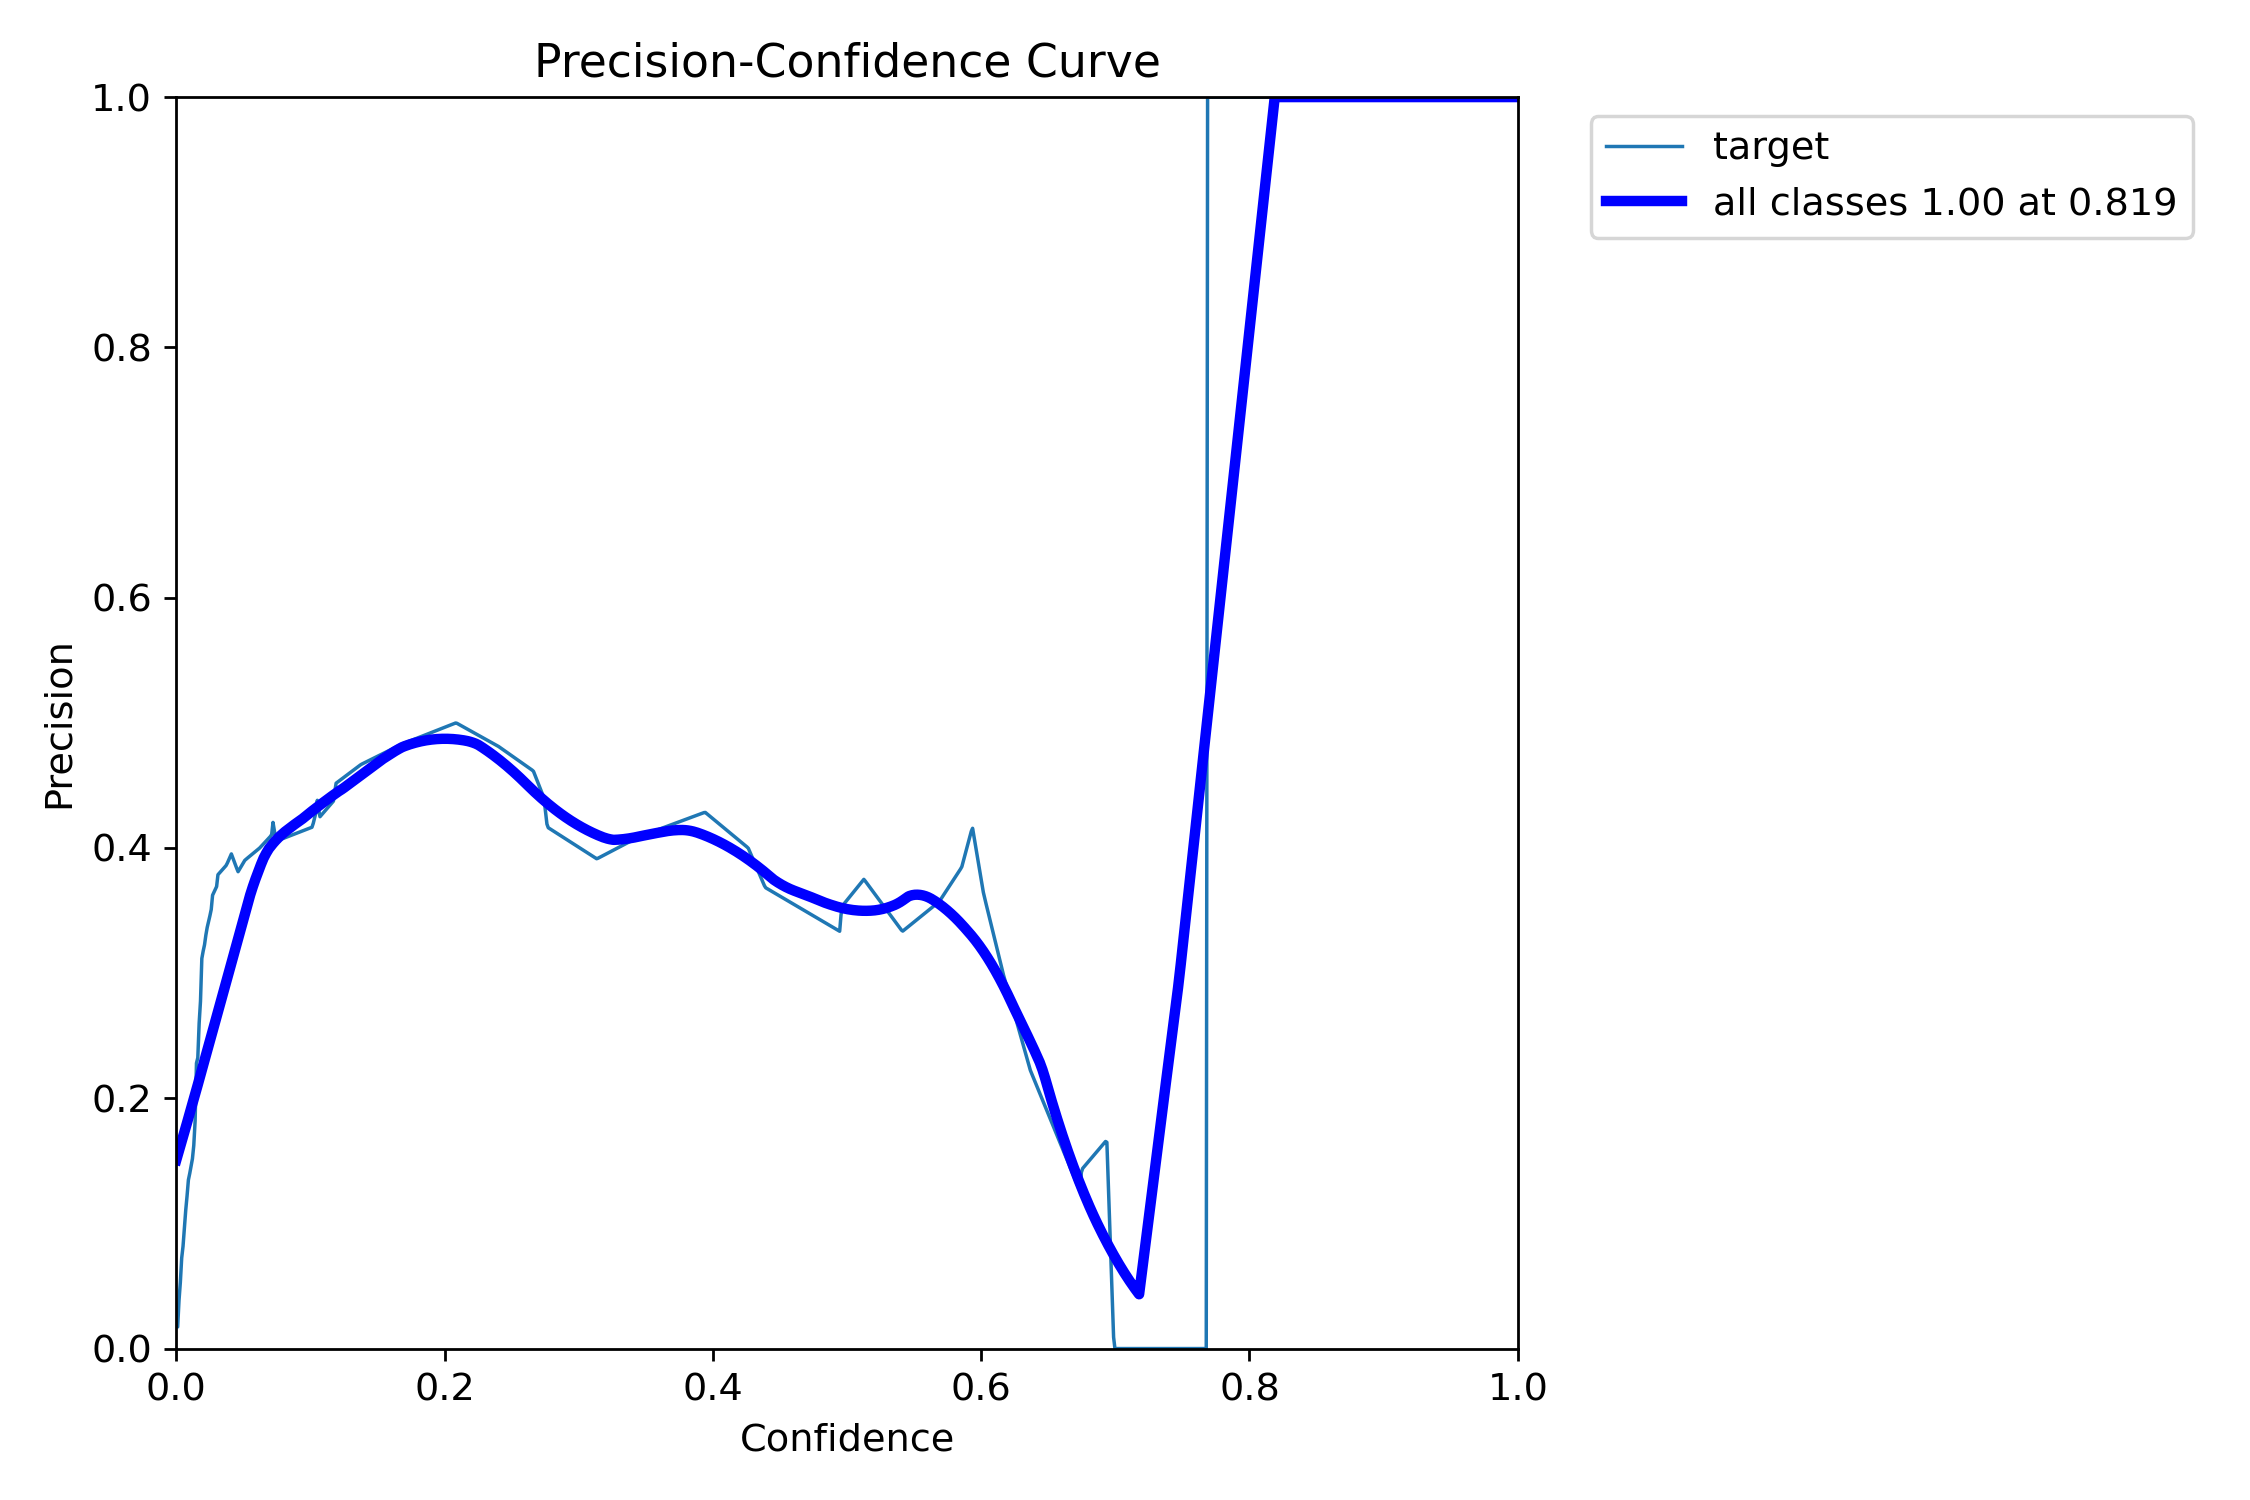 Precision-Confidence Curve
1.0
0.8
0.6
0.4
0.2
0.0
Precision
0.0 0.2 0.4 0.6 0.8 1.0
Confidence
target
all classes 1.00 at 0.819